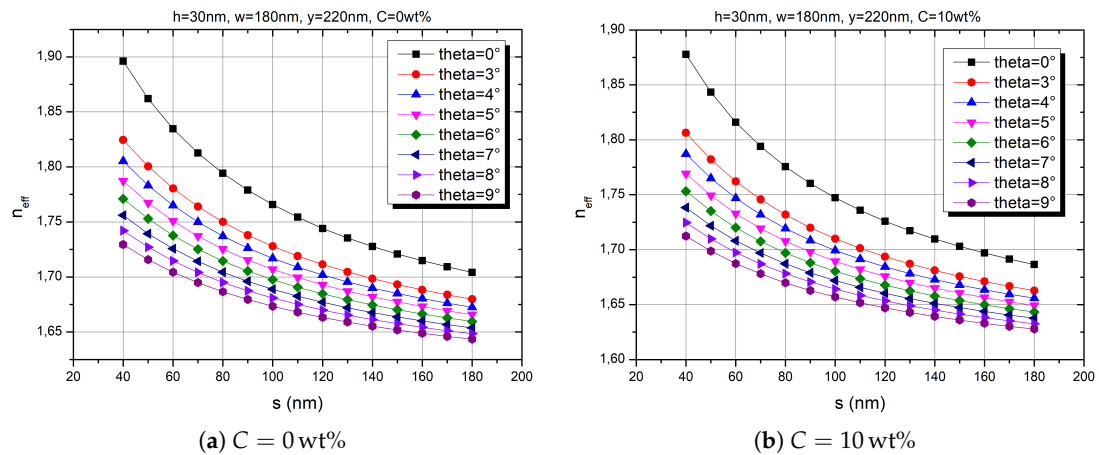 h=30nm, w=180nm, y=220nm, C=0wt%
1,90
1,85
1,80
1,75
1,70
1,65
n_eff
theta=0°
theta=3°
theta=4°
theta=5°
theta=6°
theta=7°
theta=8°
theta=9°
20 40 60 80 100 120 140 160 180 200
s (nm)
(a) C = 0 wt%
h=30nm, w=180nm, y=220nm, C=10wt%
1,90
1,85
1,80
1,75
1,70
1,65
1,60
n_eff
theta=0°
theta=3°
theta=4°
theta=5°
theta=6°
theta=7°
theta=8°
theta=9°
20 40 60 80 100 120 140 160 180 200
s (nm)
(b) C = 10 wt%